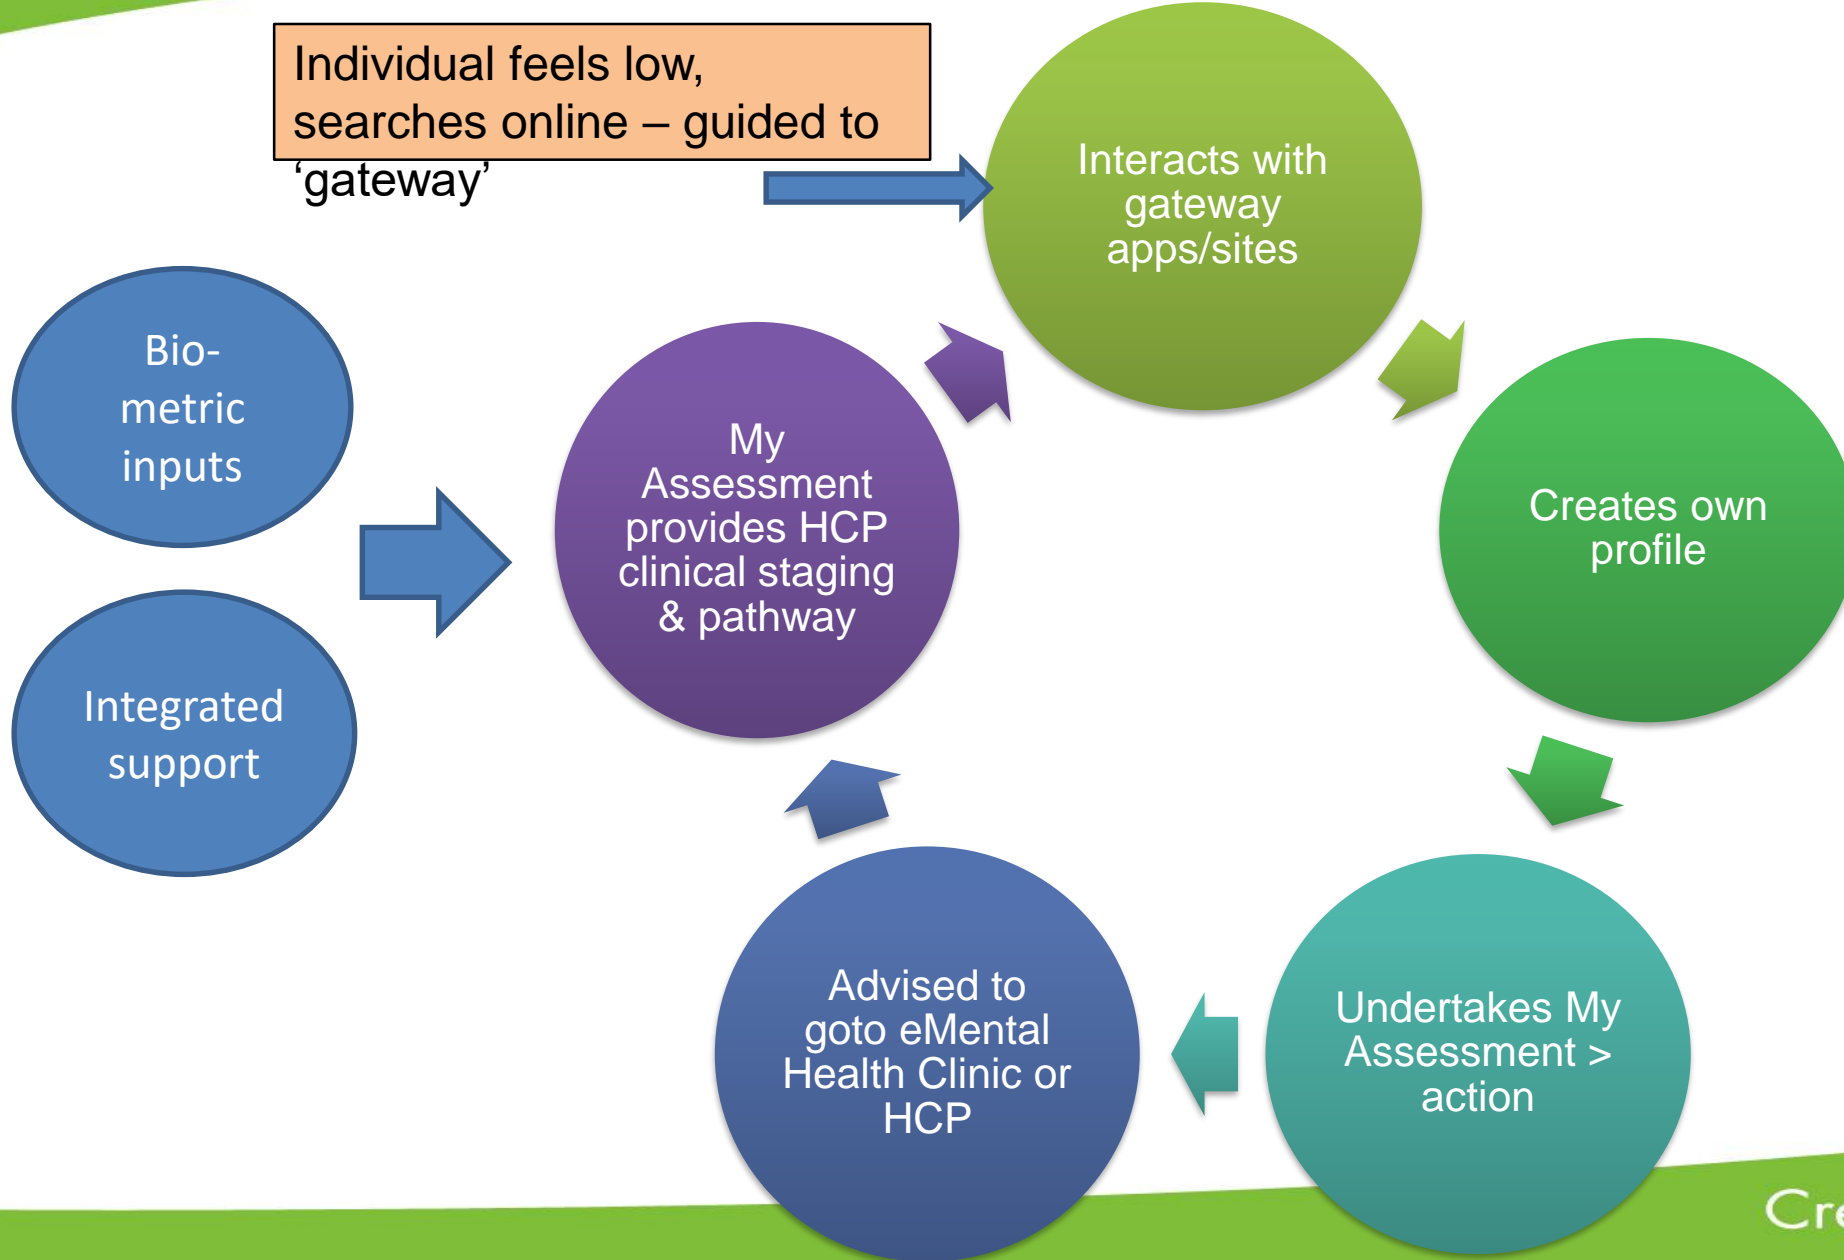 Individual feels low,
searches online – guided to
‘gateway’
Interacts with
gateway
apps/sites
Bio-
metric
inputs
My
Assessment
provides HCP
clinical staging
& pathway
Creates own
profile
Integrated
support
Advised to
goto eMental
Health Clinic or
HCP
Undertakes My
Assessment >
action
Cre